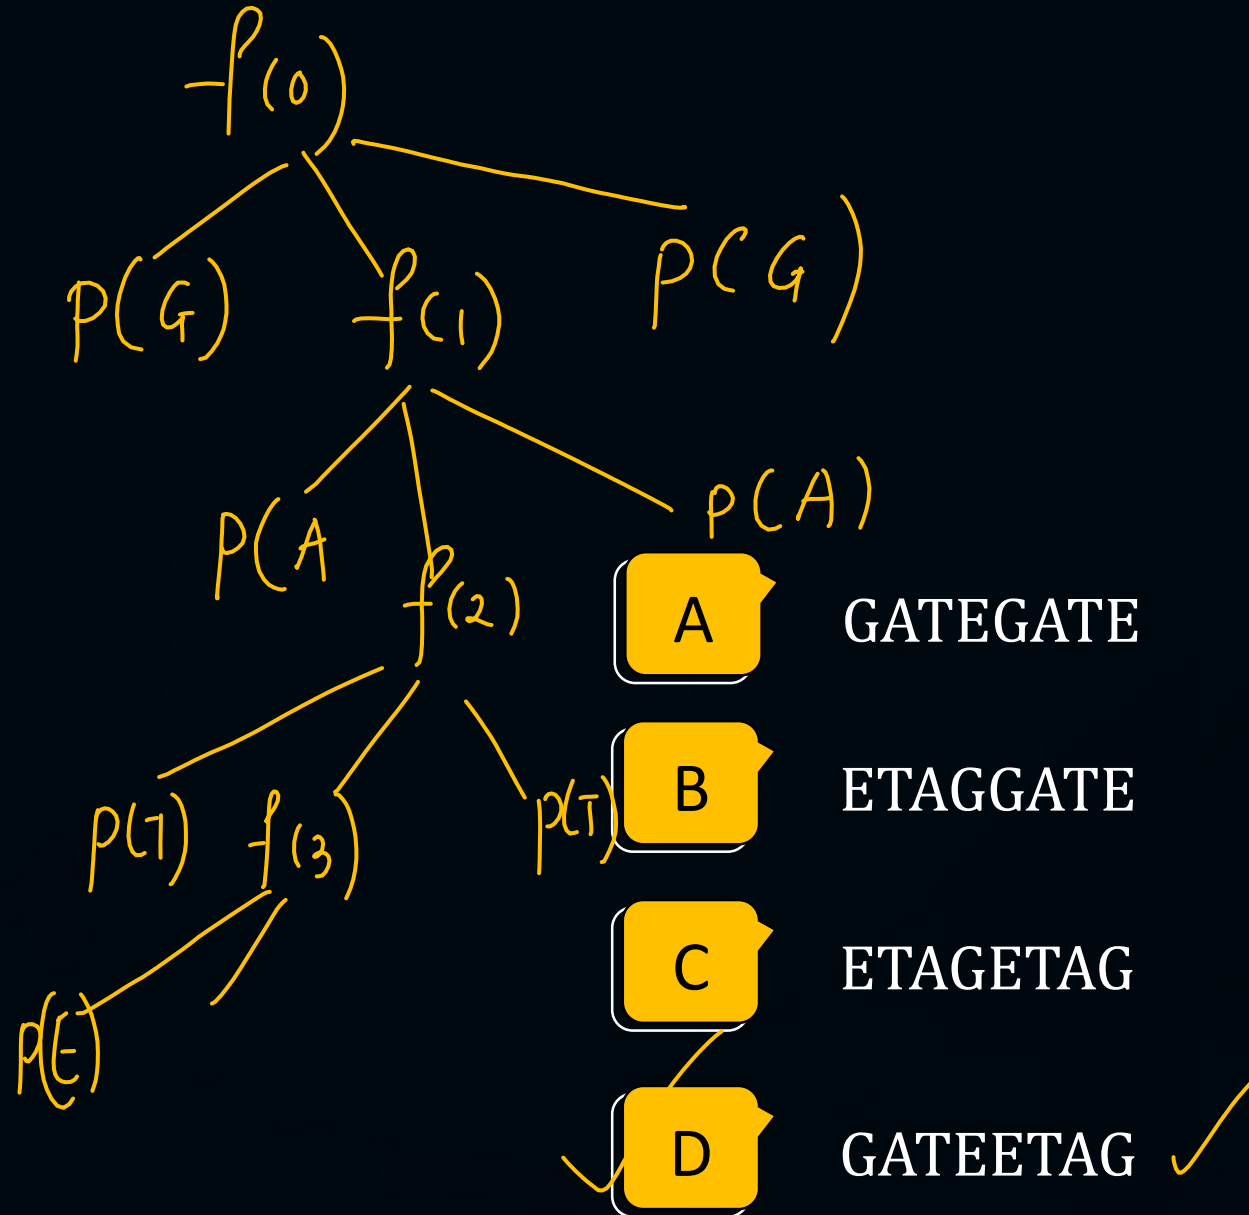 f(0)
P(G) f(1) P(G)
P(A f(2) P(A)
A GATEGATE
P(T) f(3) P(T) B ETAGGATE
C ETAGETAG
P(E)
D GATEETAG